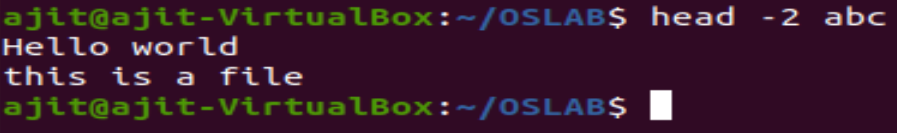 ajit@ajit-VirtualBox:~/OSLAB$ head -2 abc
Hello world
this is a file
ajit@ajit-VirtualBox:~/OSLAB$